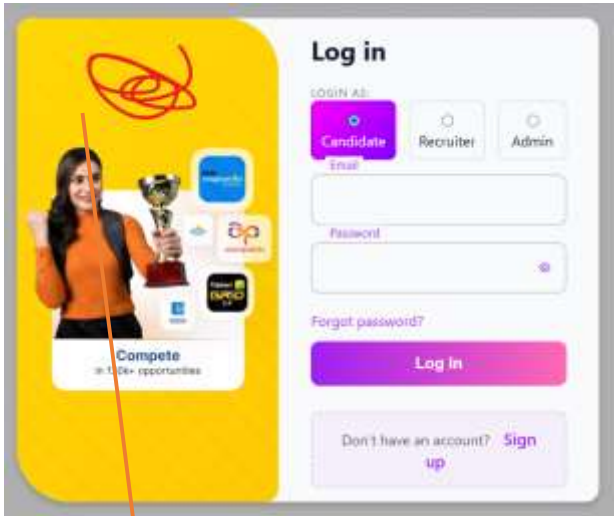 Log in
LOGIN AS:
Candidate
Recruiter
Admin
Email
Password
Forgot password?
Log In
Don't have an account? Sign
up
Compete
opportunities